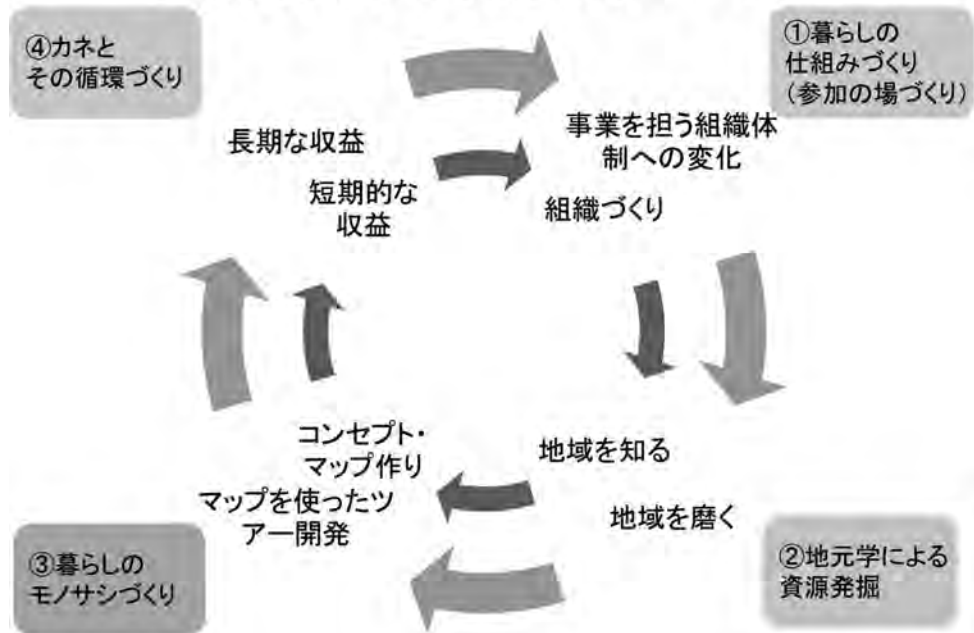 ④カネと
その循環づくり
①暮らしの
仕組みづくり
(参加の場づくり)
長期な収益
短期的な
収益
事業を担う組織体
制への変化
組織づくり
コンセプト・
マップ作り
マップを使ったツ
アー開発
地域を知る
地域を磨く
③暮らしの
モノサシづくり
②地元学による
資源発掘